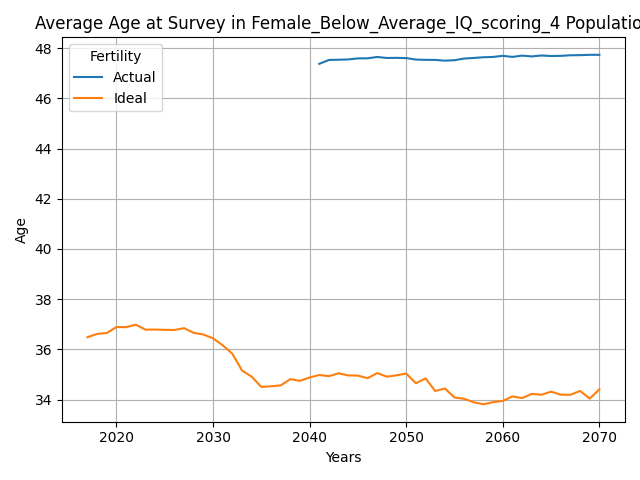 Average Age at Survey in Female_Below_Average_IQ_scoring_4 Populatio
Fertility
Actual
Ideal
48
46
44
42
40
38
36
34
Age
2020 2030 2040 2050 2060 2070
Years